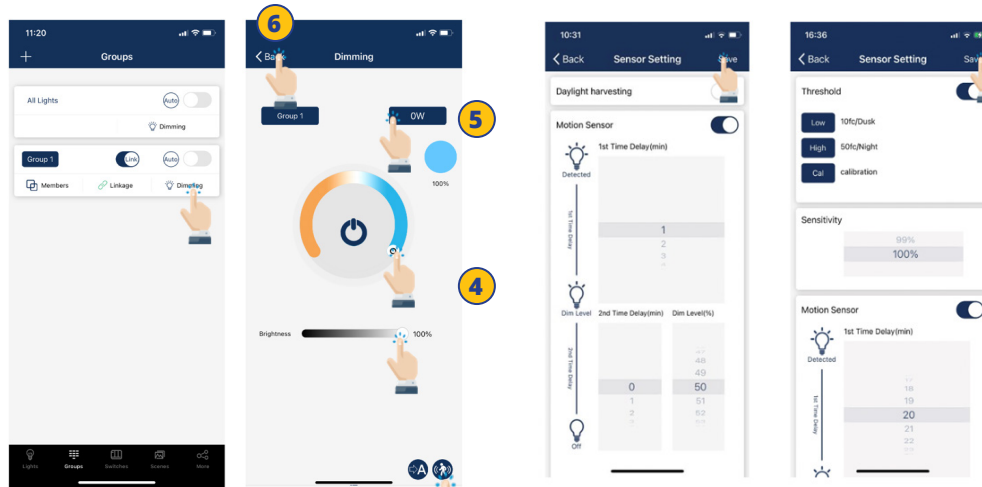 11:20
Groups
All Lights
Auto
Dimming
Group 1
Link
Auto
Members
Linkage
Dimming
Lights
Groups
Switches
Scenes
More
6
Back
Dimming
Group 1
0W
5
100%
4
Brightness
100%
A
10:31
Back
Sensor Setting
Save
Daylight harvesting
Motion Sensor
1st Time Delay(min)
Detected
1st Time Delay
1
2
3
Dim Level
2nd Time Delay(min)
Dim Level(%)
2nd Time Delay
48
49
0
50
1
51
2
52
Off
16:36
Back
Sensor Setting
Save
Threshold
Low
10fc/Dusk
High
50fc/Night
Cal
calibration
Sensitivity
99%
100%
Motion Sensor
1st Time Delay(min)
Detected
1st Time Delay
18
19
20
21
22